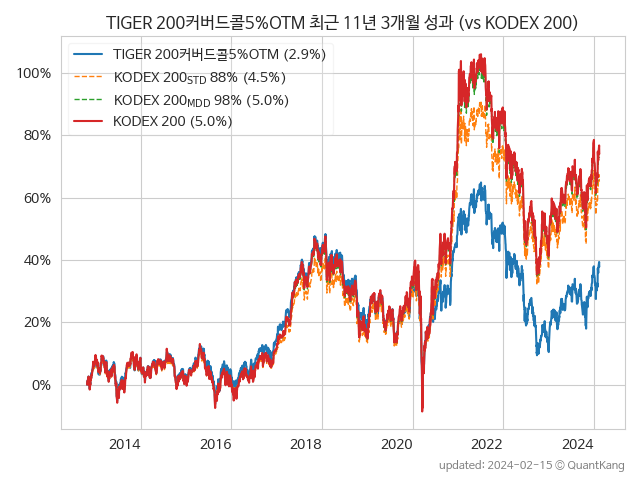 TIGER 200커버드콜5%OTM 최근 11년 3개월 성과 (vs KODEX 200)
TIGER 200커버드콜5%OTM (2.9%)
KODEX 200STD 88% (4.5%)
KODEX 200MDD 98% (5.0%)
KODEX 200 (5.0%)
100%
80%
60%
40%
20%
0%
2014 2016 2018 2020 2022 2024
updated: 2024-02-15 © QuantKang